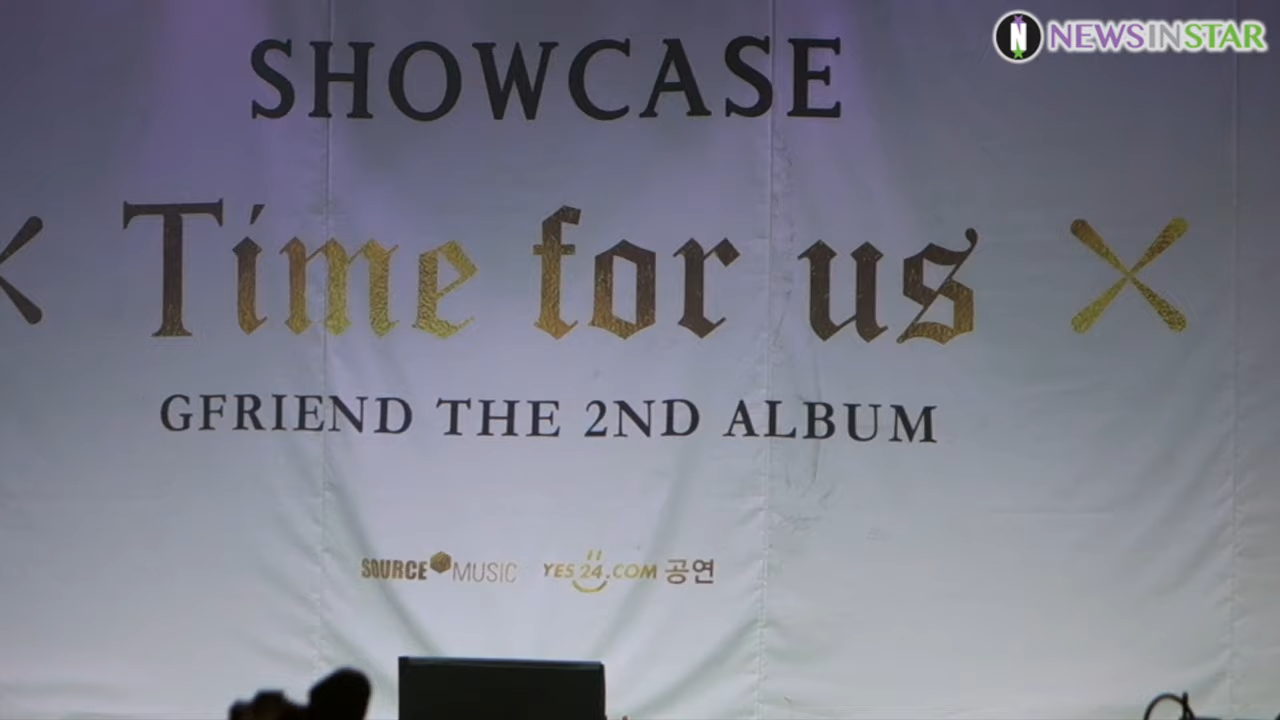 NEWSINSTAR
SHOWCASE
Time for us
GFRIEND THE 2ND ALBUM
SOURCE MUSIC YES24.COM 공연